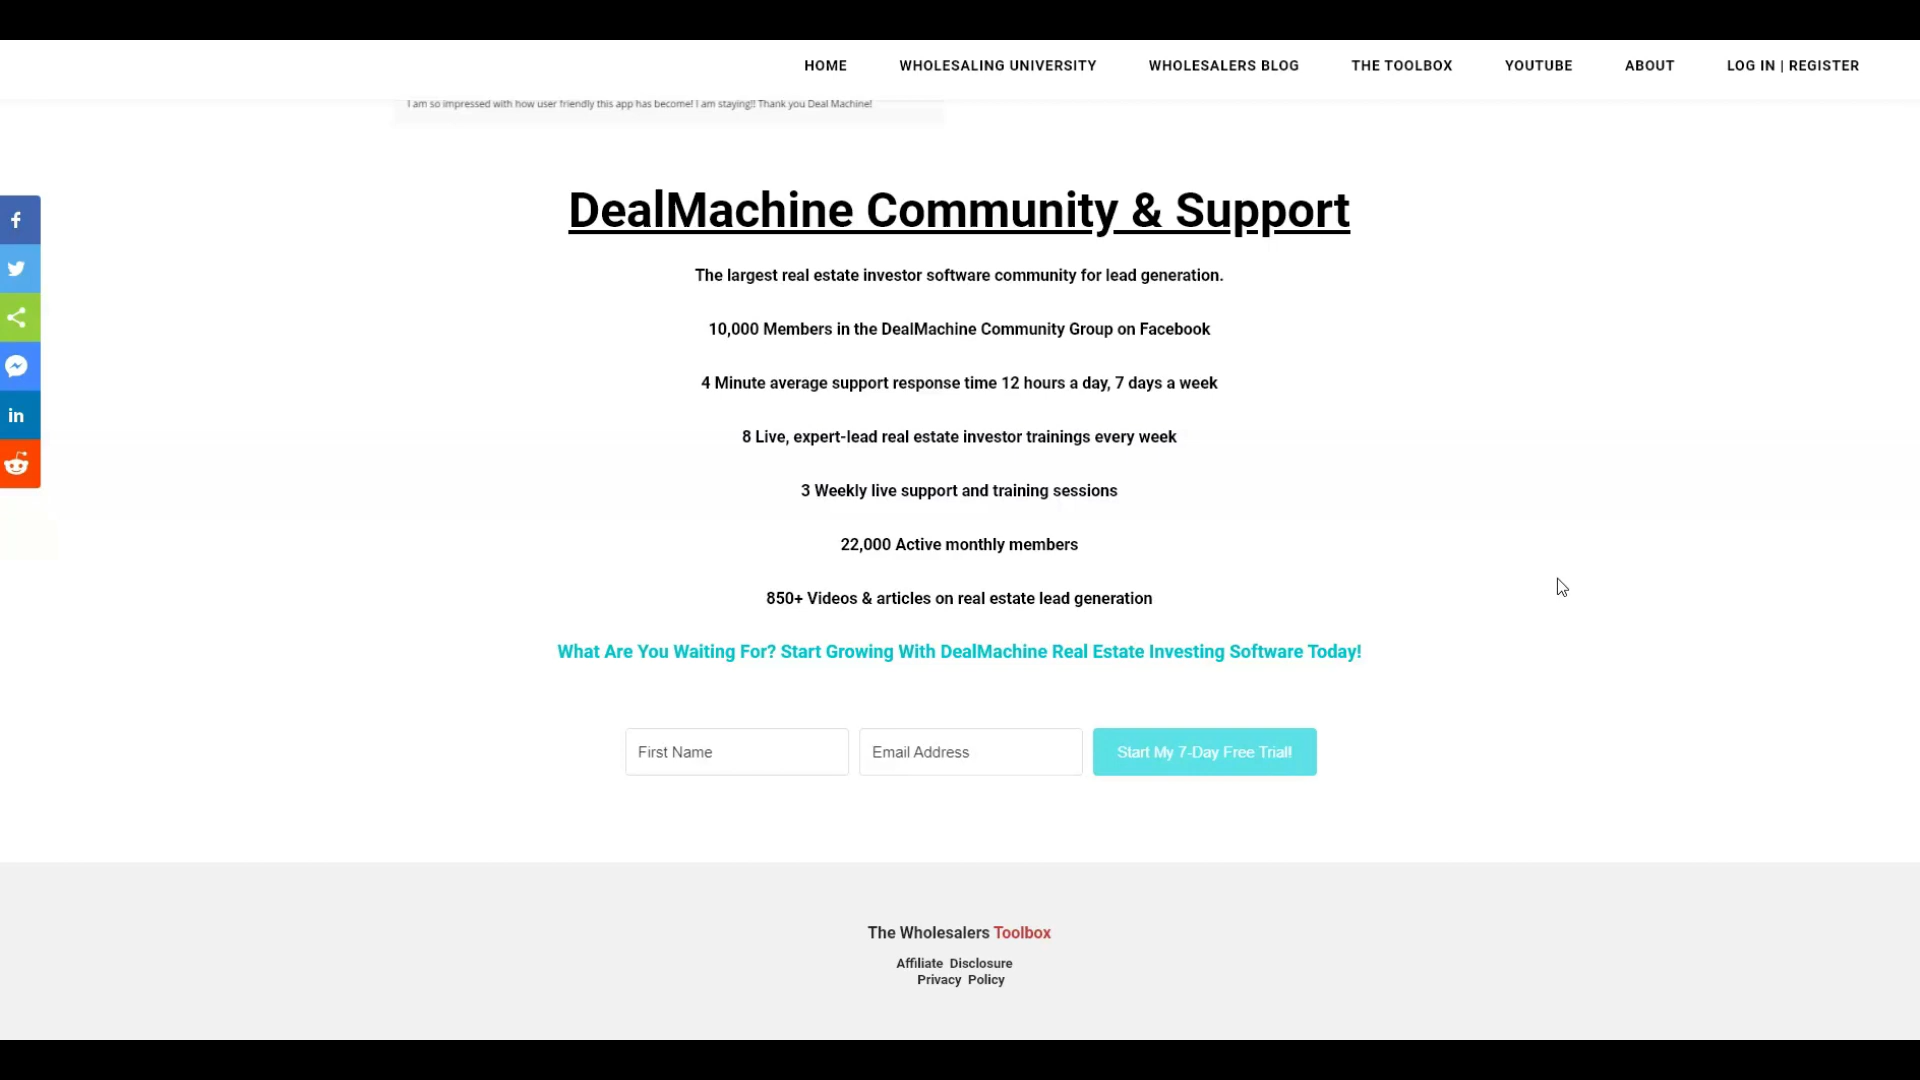 HOME WHOLESALING UNIVERSITY WHOLESALERS BLOG THE TOOLBOX YOUTUBE ABOUT LOG IN | REGISTER
I am so impressed with how user friendly this app has become! I am staying!! Thank you Deal Machine!
DealMachine Community & Support
The largest real estate investor software community for lead generation.
10,000 Members in the DealMachine Community Group on Facebook
4 Minute average support response time 12 hours a day, 7 days a week
8 Live, expert-lead real estate investor trainings every week
3 Weekly live support and training sessions
22,000 Active monthly members
850+ Videos & articles on real estate lead generation
What Are You Waiting For? Start Growing With DealMachine Real Estate Investing Software Today!
First Name Email Address Start My 7-Day Free Trial!
The Wholesalers Toolbox
Affiliate Disclosure
Privacy Policy